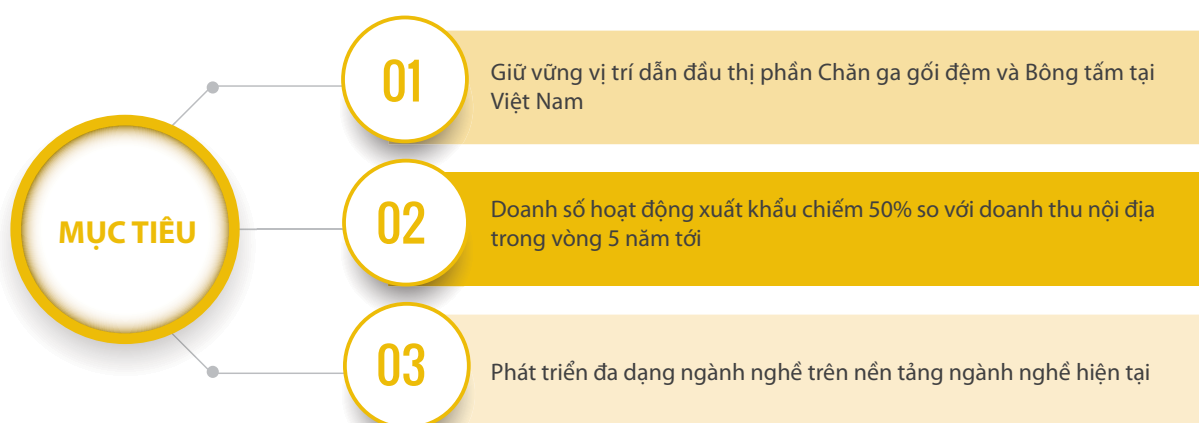 MỤC TIÊU
01
Giữ vững vị trí dẫn đầu thị phần Chăn ga gối đệm và Bông tấm tại
Việt Nam
02
Doanh số hoạt động xuất khẩu chiếm 50% so với doanh thu nội địa
trong vòng 5 năm tới
03
Phát triển đa dạng ngành nghề trên nền tảng ngành nghề hiện tại